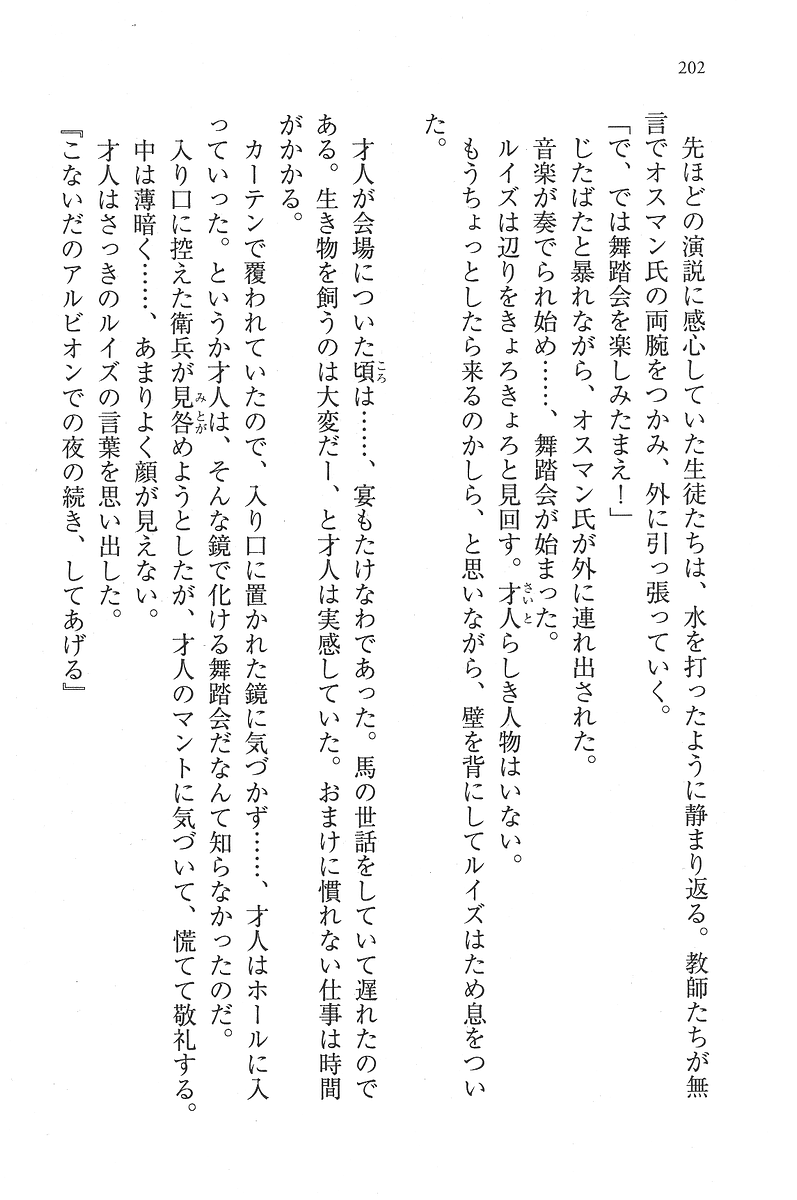 202
先ほどの演説に感心していた生徒たちは、水を打ったように静まり返る。教師たちが無
言でオスマン氏の両腕をつかみ、外に引っ張っていく。
「で、では舞踏会を楽しみたまえ！」
じたばたと暴れながら、オスマン氏が外に連れ出された。
音楽が奏でられ始め……、舞踏会が始まった。
ルイズは辺りをきょろきょろと見回す。才人らしき人物はいない。
さいと
もうちょっとしたら来るのかしら、と思いながら、壁を背にしてルイズはため息をつい
た。
才人が会場についた頃は……、宴もたけなわであった。馬の世話をしていて遅れたので
ころ
ある。生き物を飼うのは大変だー、と才人は実感していた。おまけに慣れない仕事は時間
がかかる。
カーテンで覆われていたので、入り口に置かれた鏡に気づかず……、才人はホールに入
っていった。というか才人は、そんな鏡で化ける舞踏会だなんて知らなかったのだ。
入り口に控えた衛兵が見咎めようとしたが、才人のマントに気づいて、慌てて敬礼する。
みとが
中は薄暗く……、あまりよく顔が見えない。
才人はさっきのルイズの言葉を思い出した。
『こないだのアルビオンでの夜の続き、してあげる』